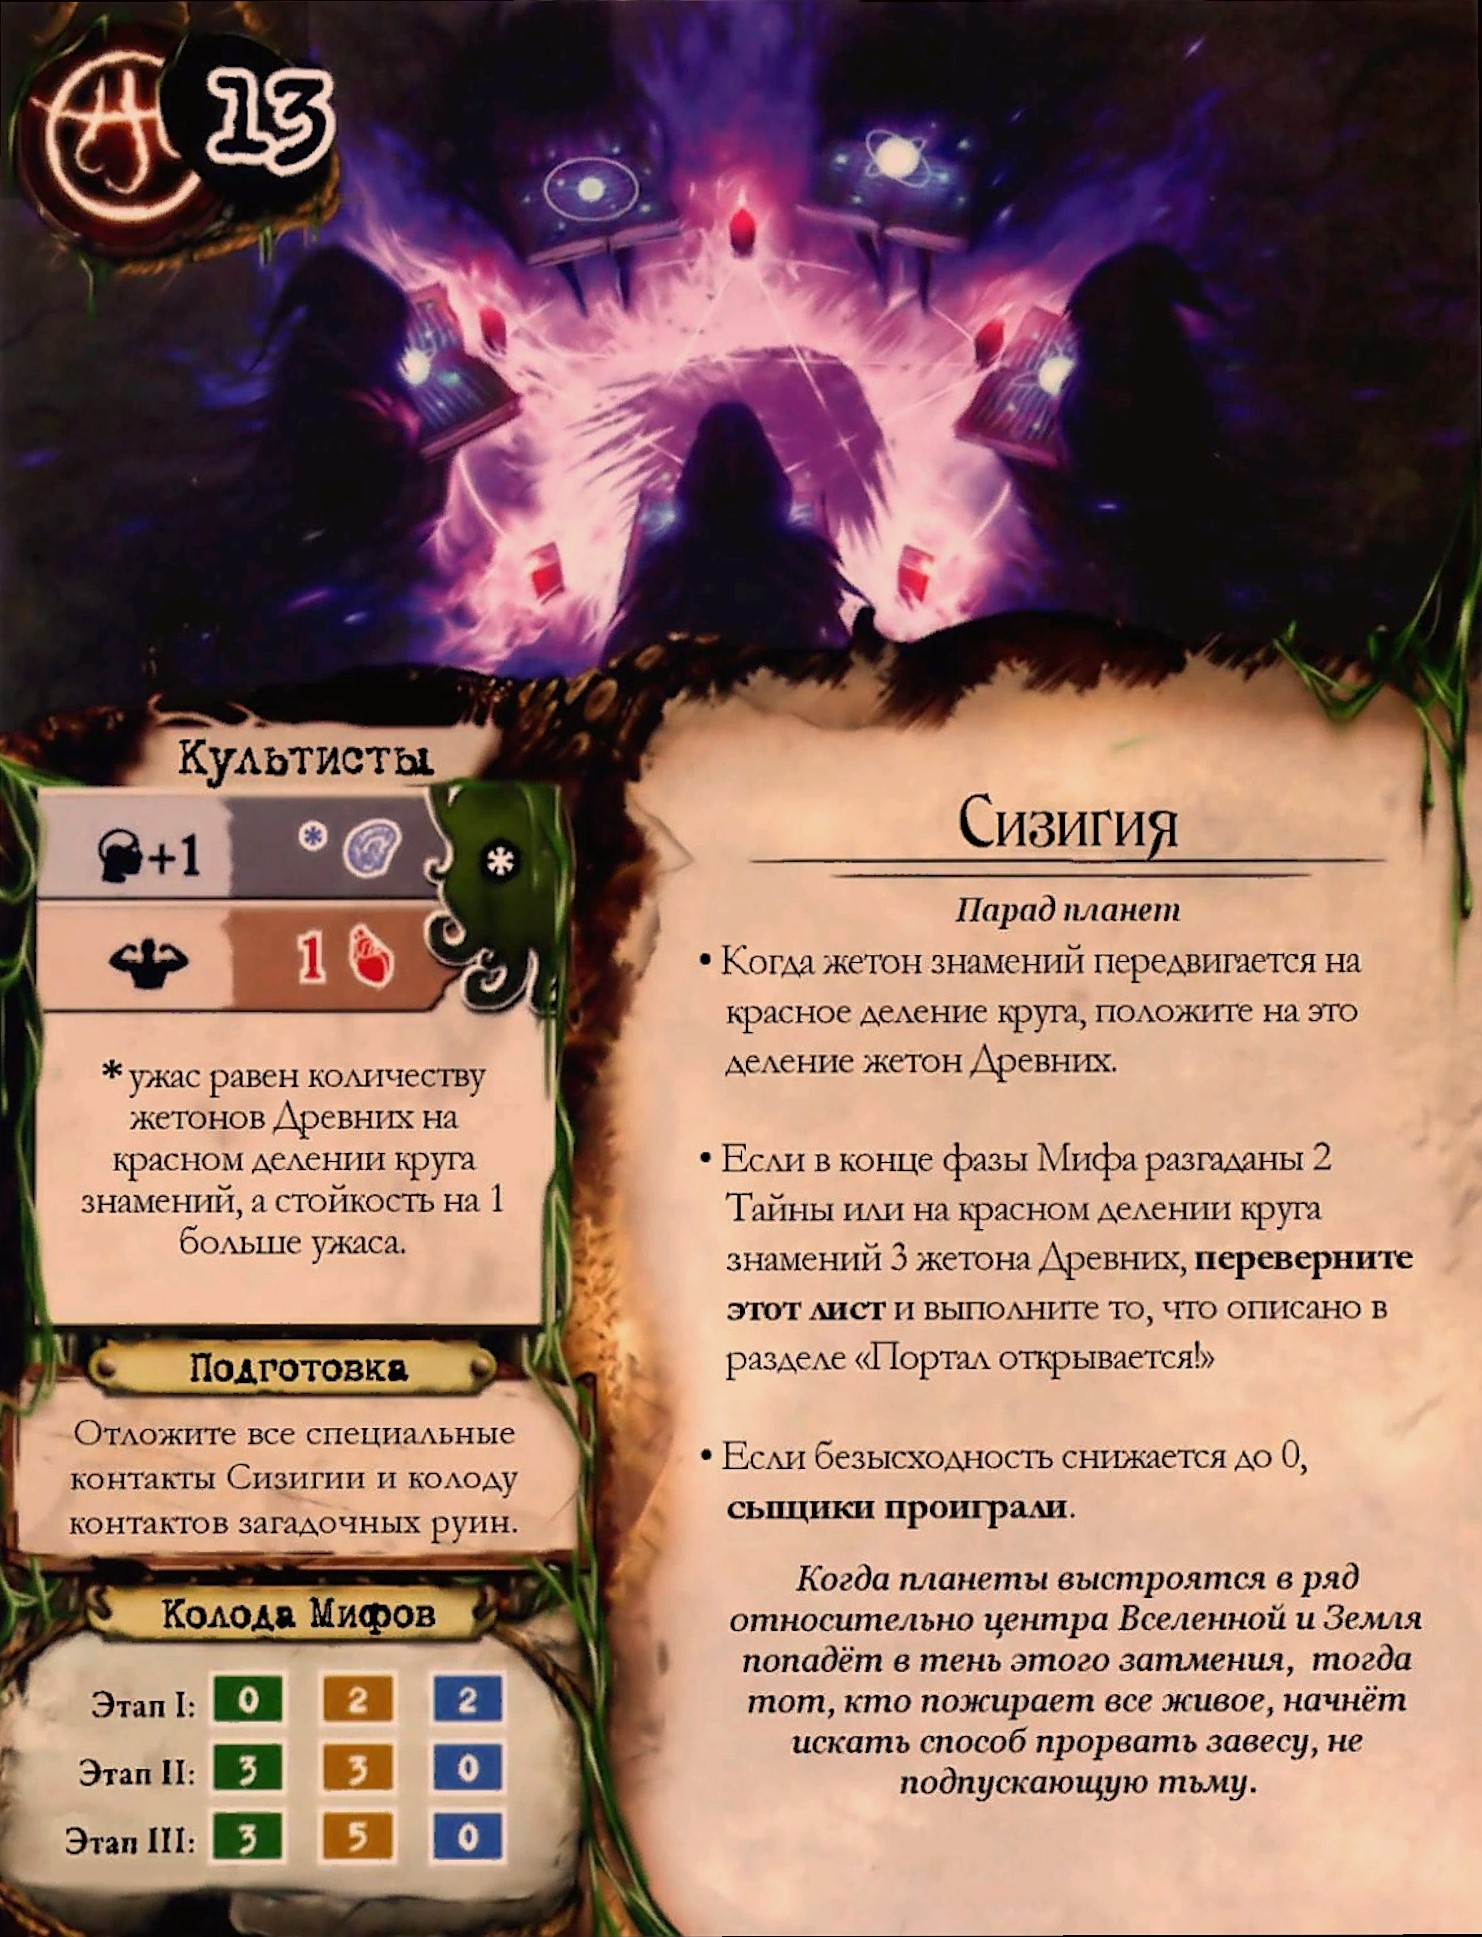 13
Культисты
+1 *
1
*ужас равен количеству
жетонов Древних на
красном делении круга
знамений, а стойкость на 1
больше ужаса.
Подготовка
Отложите все специальные
контакты Сизигии и колоду
контактов загадочных руин.
Колода Мифов
Этап I: 0 2 2
Этап II: 3 3 0
Этап III: 3 5 0
Сизигия
Парад планет
• Когда жетон знамений передвигается на
красное деление круга, положите на это
деление жетон Древних.
• Если в конце фазы Мифа разгаданы 2
Тайны или на красном делении круга
знамений 3 жетона Древних, переверните
этот лист и выполните то, что описано в
разделе «Портал открывается!»
• Если безысходность снижается до 0,
сыщики проиграли.
Когда планеты выстроятся в ряд
относительно центра Вселенной и Земля
попадёт в тень этого затмения, тогда
тот, кто пожирает все живое, начнёт
искать способ прорвать завесу, не
подпускающую тьму.